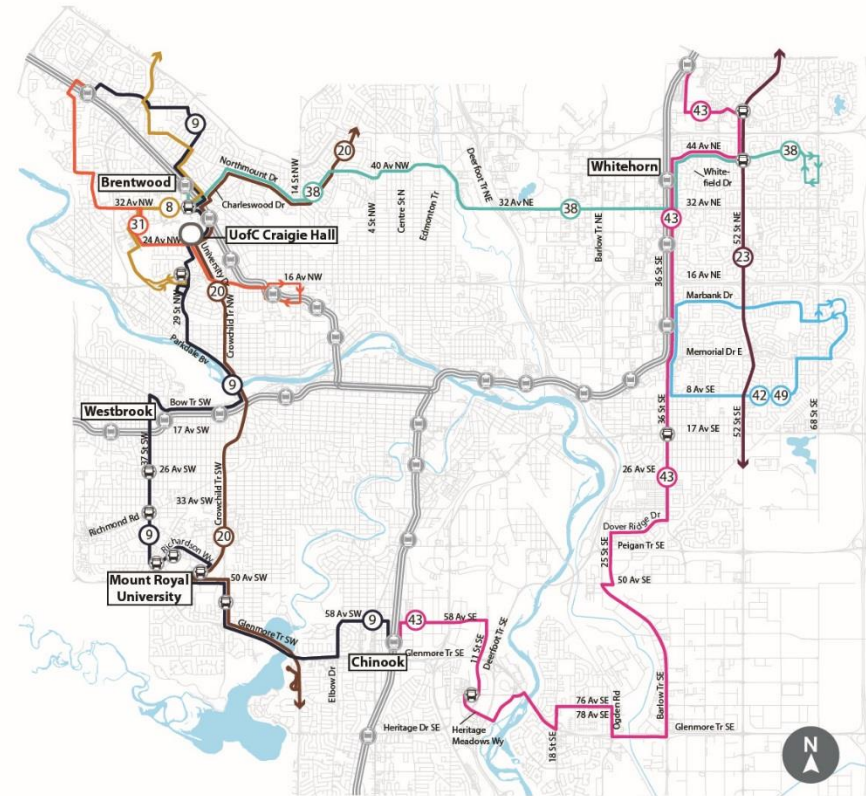 43
9
44 Av NE
20
Northmount Dr
14 St NW
40 Av NW
38
Deerfoot Tr NE
Whitehorn
38
White-
field Dr
Brentwood
8
32 Av NW
Charleswood Dr
38
4 St NW
Centre St N
Edmonton Tr
32 Av NE
38
Barlow Tr NE
43
32 Av NE
52 St NE
31
24 Av NW
UofC Craigie Hall
University Dr
16 Av NW
20
23
36 St SE
16 Av NE
29 St NW
Crowchild Tr NW
Marbank Dr
Parkdale Bv
Memorial Dr E
9
8 Av SE
42
49
Westbrook
Bow Tr SW
17 Av SW
36 St SE
17 Av SE
52 St SE
68 St SE
37 St SW
26 Av SW
26 Av SE
43
33 Av SW
Crowchild Tr SW
Richmond Rd
9
Richardson Wy
20
Dover Ridge Dr
25 St SE
Peigan Tr SE
Mount Royal
University
50 Av SW
50 Av SE
58 Av SW
9
43
58 Av SE
Glenmore Tr SW
Elbow Dr
Chinook
Glenmore Tr SE
11 St SE
Deerfoot Tr SE
Heritage Dr SE
Heritage
Meadows Wy
18 St SE
76 Av SE
78 Av SE
Ogden Rd
Barlow Tr SE
Glenmore Tr SE
N